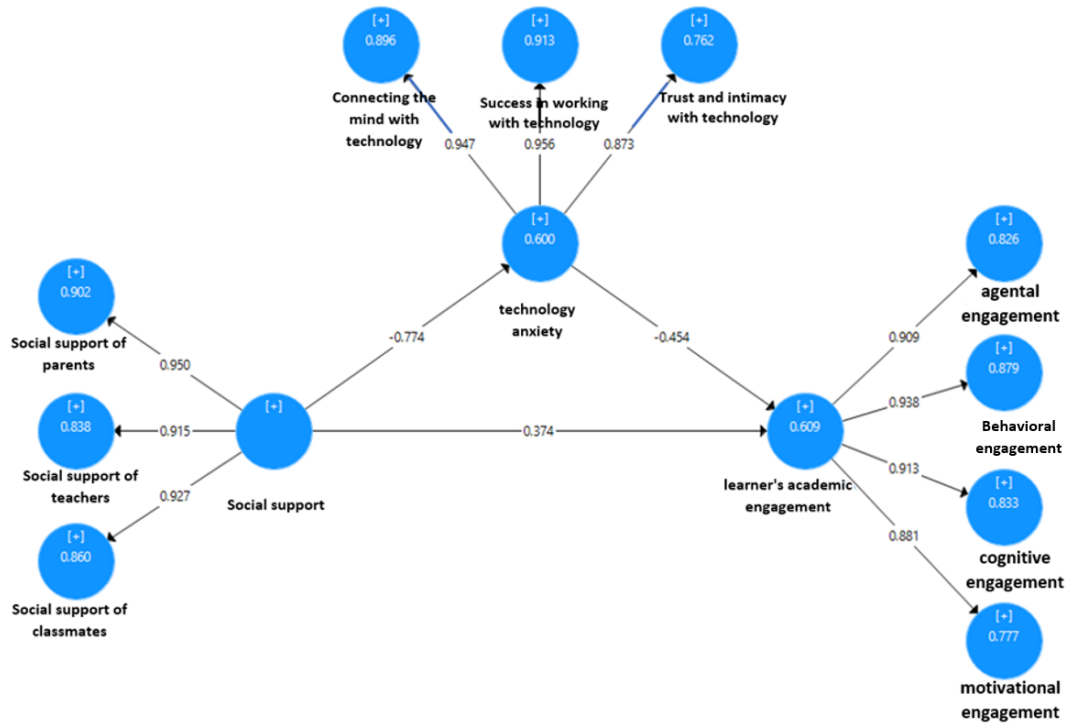 [+]
0.896
Connecting the
mind with
technology
[+]
0.913
Success in working
with technology
[+]
0.762
Trust and intimacy
with technology
0.947
0.956
0.873
[+]
0.600
technology
anxiety
[+]
0.902
Social support of
parents
[+]
0.838
Social support of
teachers
[+]
0.860
Social support of
classmates
0.950
0.915
0.927
[+]
Social support
-0.774
-0.454
0.374
[+]
0.609
learner's academic
engagement
0.909
0.938
0.913
0.881
[+]
0.826
agental
engagement
[+]
0.879
Behavioral
engagement
[+]
0.833
cognitive
engagement
[+]
0.777
motivational
engagement